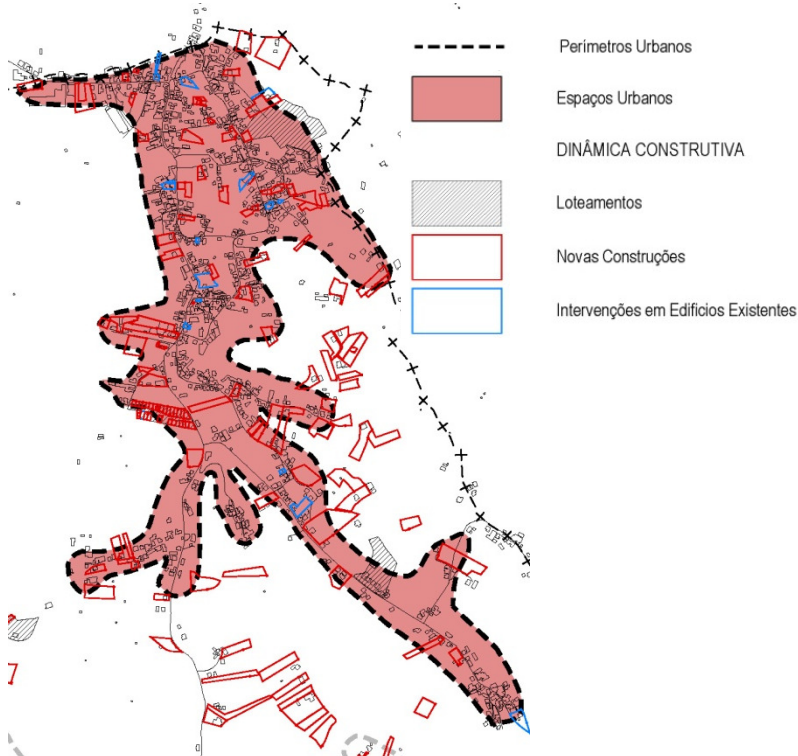 Perímetros Urbanos
Espaços Urbanos
DINÂMICA CONSTRUTIVA
Loteamentos
Novas Construções
Intervenções em Edifícios Existentes